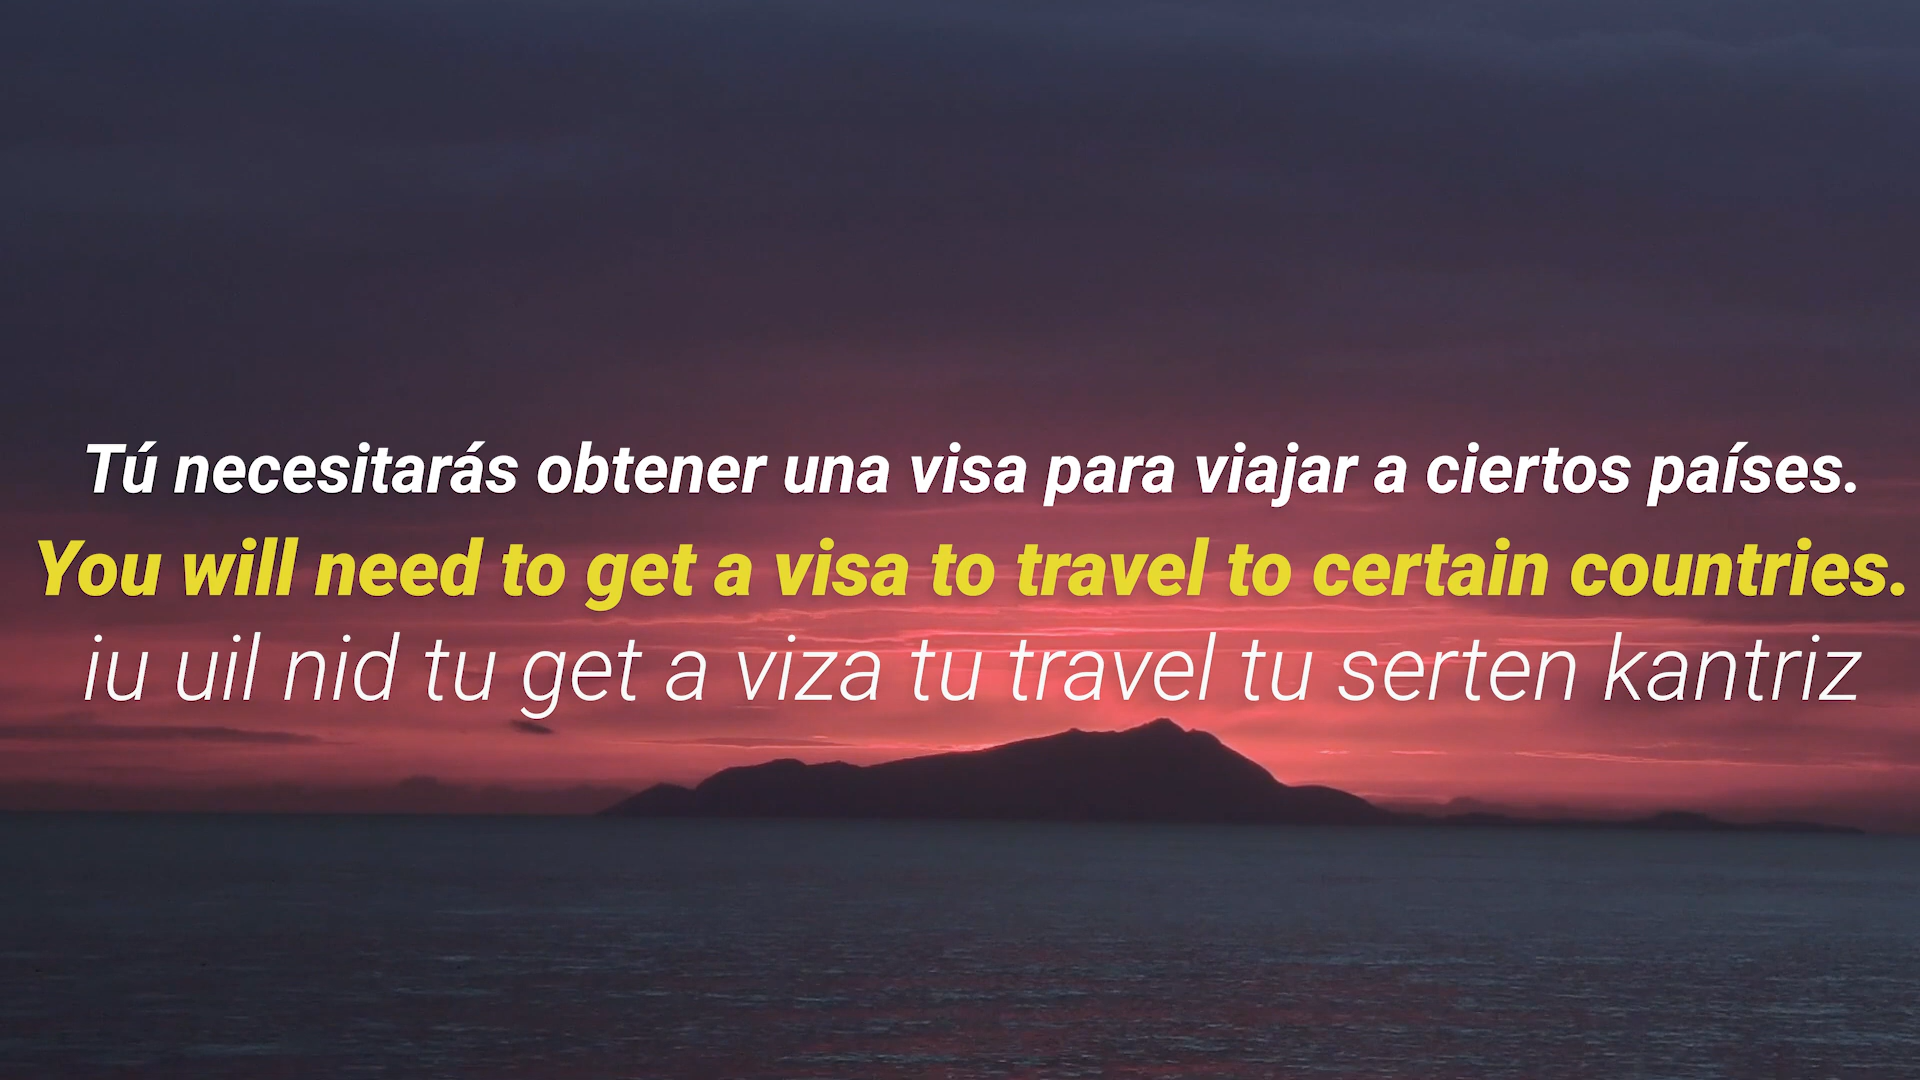 Tú necesitarás obtener una visa para viajar a ciertos países.
You will need to get a visa to travel to certain countries.
iu uil nid tu get a viza tu travel tu serten kantriz